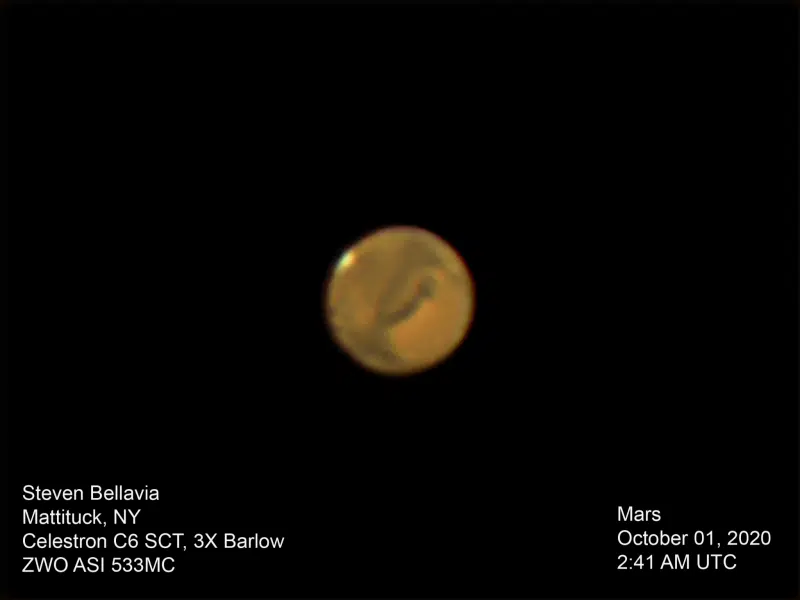 Steven Bellavia
Mattituck, NY
Celestron C6 SCT, 3X Barlow
ZWO ASI 533MC
Mars
October 01, 2020
2:41 AM UTC